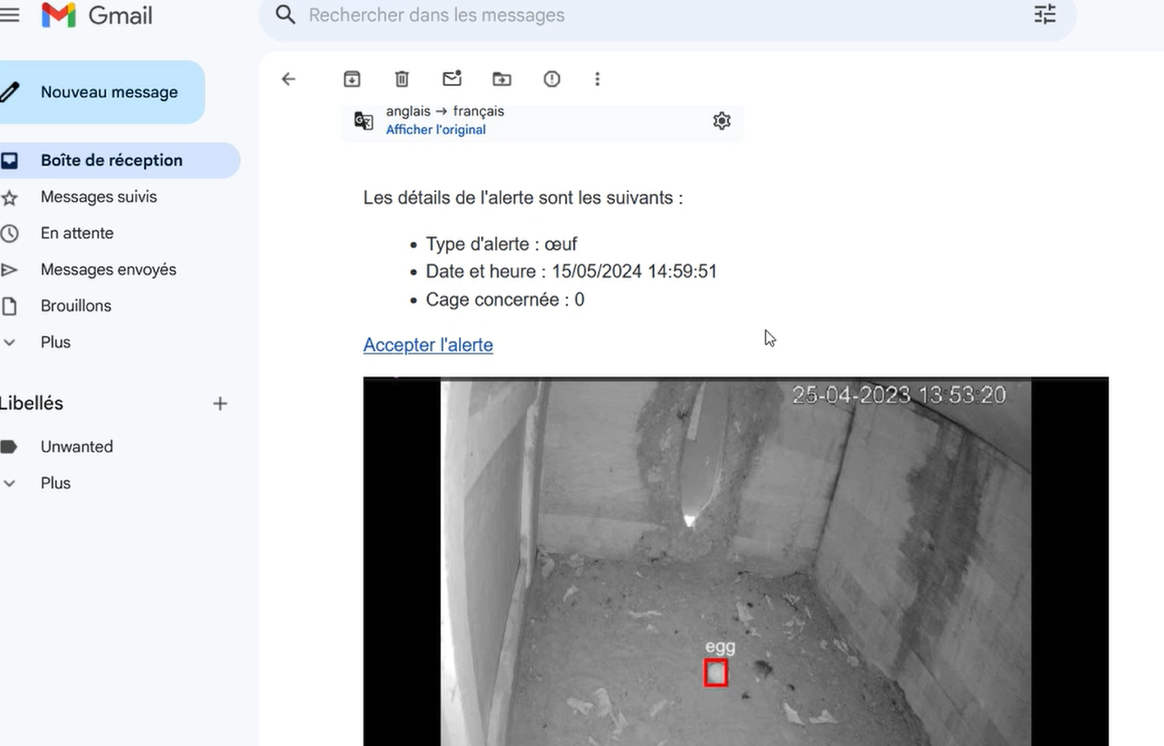 Gmail
Rechercher dans les messages
Nouveau message
Boîte de réception
Messages suivis
En attente
Messages envoyés
Brouillons
Plus
Libellés
Unwanted
Plus
anglais → français
Afficher l'original
Les détails de l'alerte sont les suivants :
• Type d'alerte : œuf
• Date et heure : 15/05/2024 14:59:51
• Cage concernée : 0
Accepter l'alerte
25-04-2023 13:53:20
egg